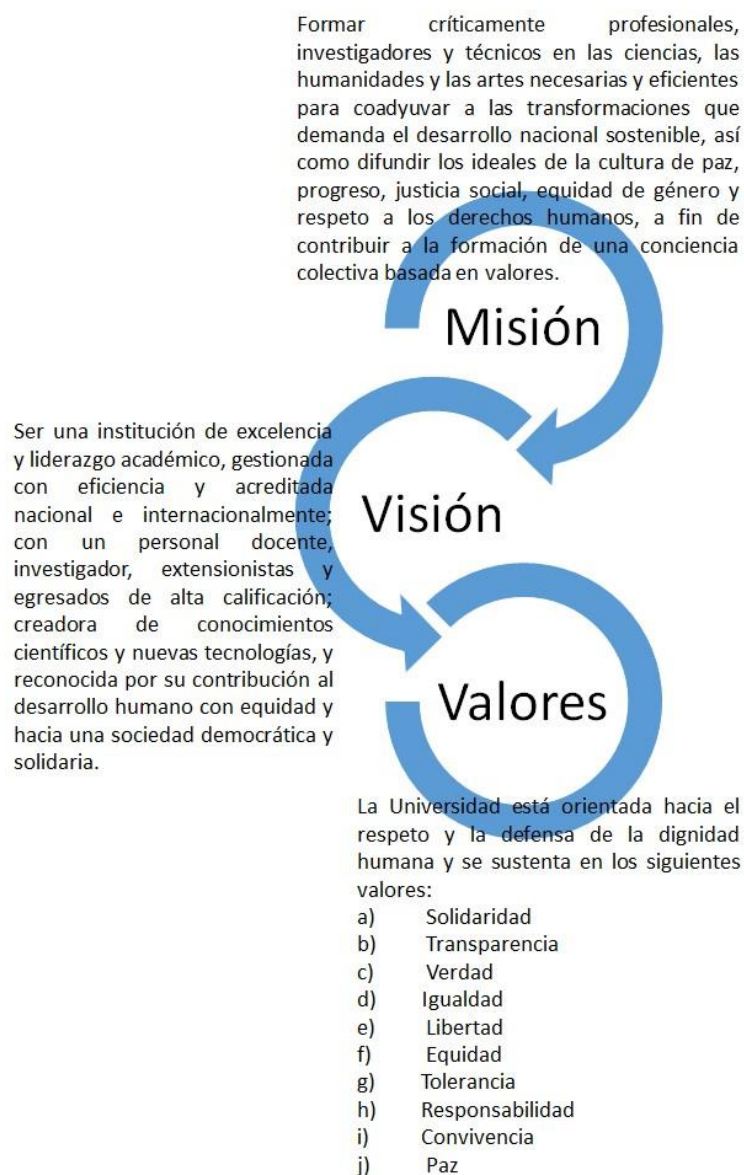 Formar críticamente profesionales,
investigadores y técnicos en las ciencias, las
humanidades y las artes necesarias y eficientes
para coadyuvar a las transformaciones que
demanda el desarrollo nacional sostenible, así
como difundir los ideales de la cultura de paz,
progreso, justicia social, equidad de género y
respeto a los derechos humanos, a fin de
contribuir a la formación de una conciencia
colectiva basada en valores.
Misión
Ser una institución de excelencia
y liderazgo académico, gestionada
con eficiencia y acreditada
nacional e internacionalmente;
con un personal docente,
investigador, extensionistas y
egresados de alta calificación;
creadora de conocimientos
científicos y nuevas tecnologías, y
reconocida por su contribución al
desarrollo humano con equidad y
hacia una sociedad democrática y
solidaria.
Visión
Valores
La Universidad está orientada hacia el
respeto y la defensa de la dignidad
humana y se sustenta en los siguientes
valores:
a) Solidaridad
b) Transparencia
c) Verdad
d) Igualdad
e) Libertad
f) Equidad
g) Tolerancia
h) Responsabilidad
i) Convivencia
j) Paz